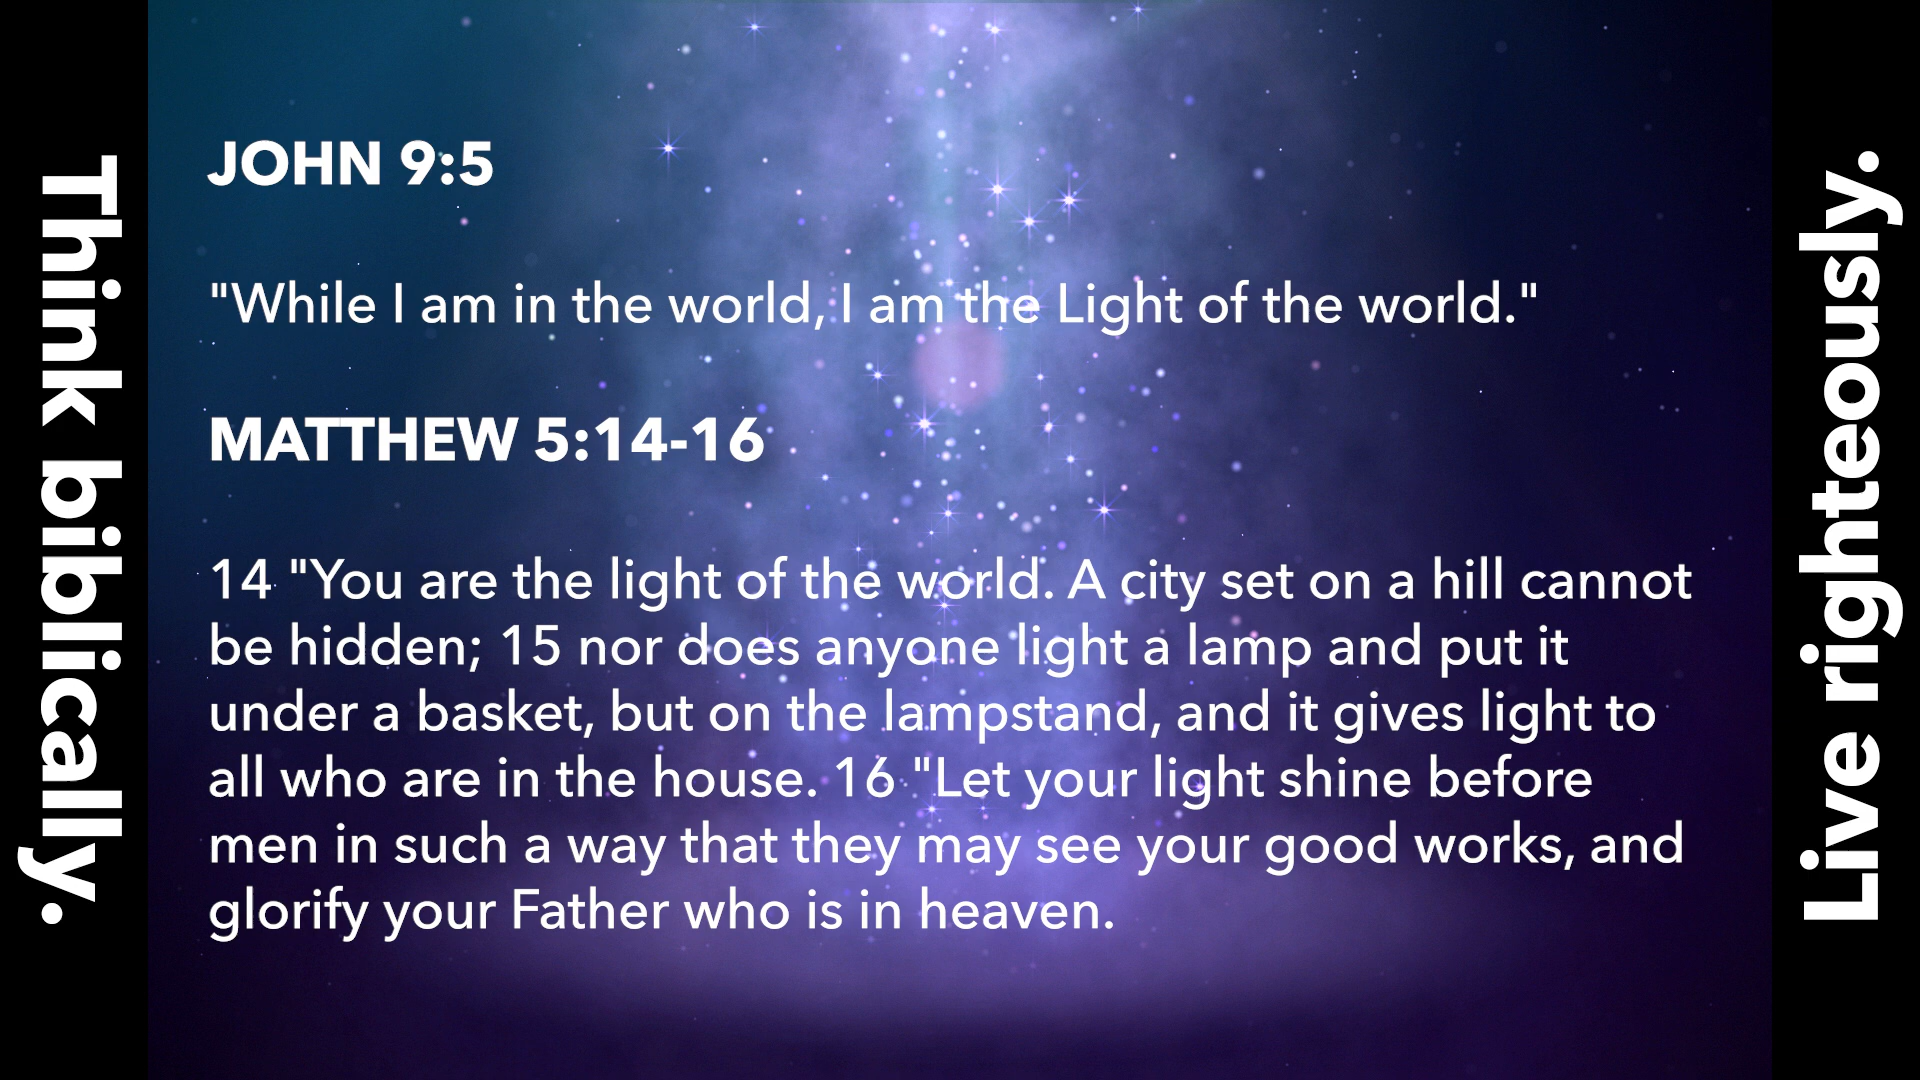 Think biblically.
JOHN 9:5
"While I am in the world, I am the Light of the world."
MATTHEW 5:14-16
14 "You are the light of the world. A city set on a hill cannot
be hidden; 15 nor does anyone light a lamp and put it
under a basket, but on the lampstand, and it gives light to
all who are in the house. 16 "Let your light shine before
men in such a way that they may see your good works, and
glorify your Father who is in heaven.
Live righteously.